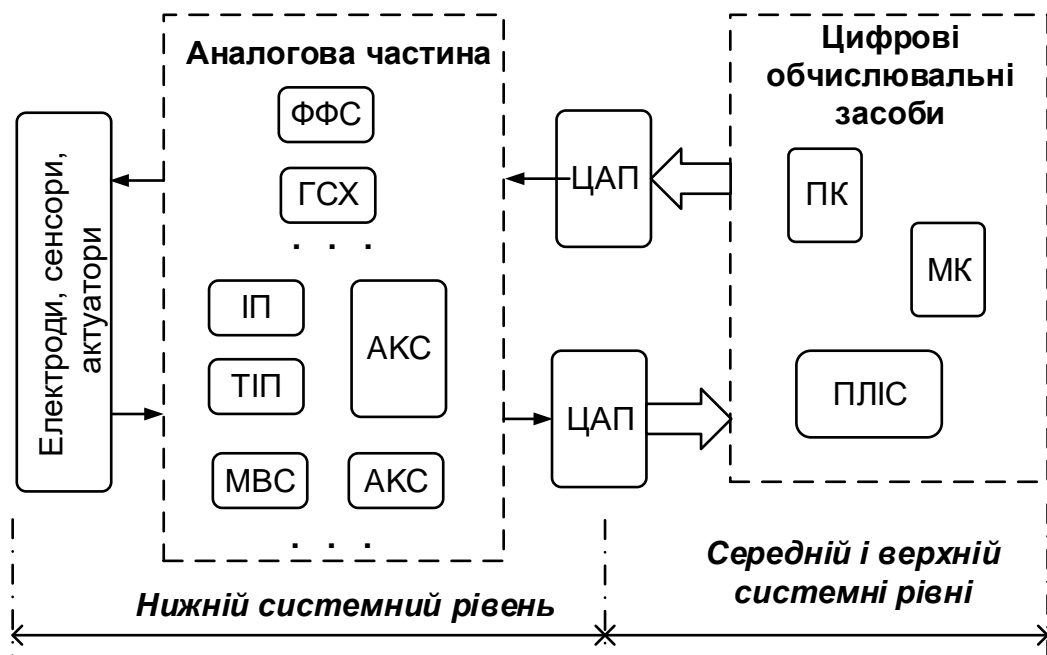 Електроди, сенсори,
актуатори
Аналогова частина
ФФС
ГСХ
. . .
ІП
ТІП
АКС
МВС
АКС
. . .
ЦАП
ЦАП
Цифрові
обчислювальні
засоби
ПК
МК
ПЛІС
Нижній системний рівень
Середній і верхній
системні рівні